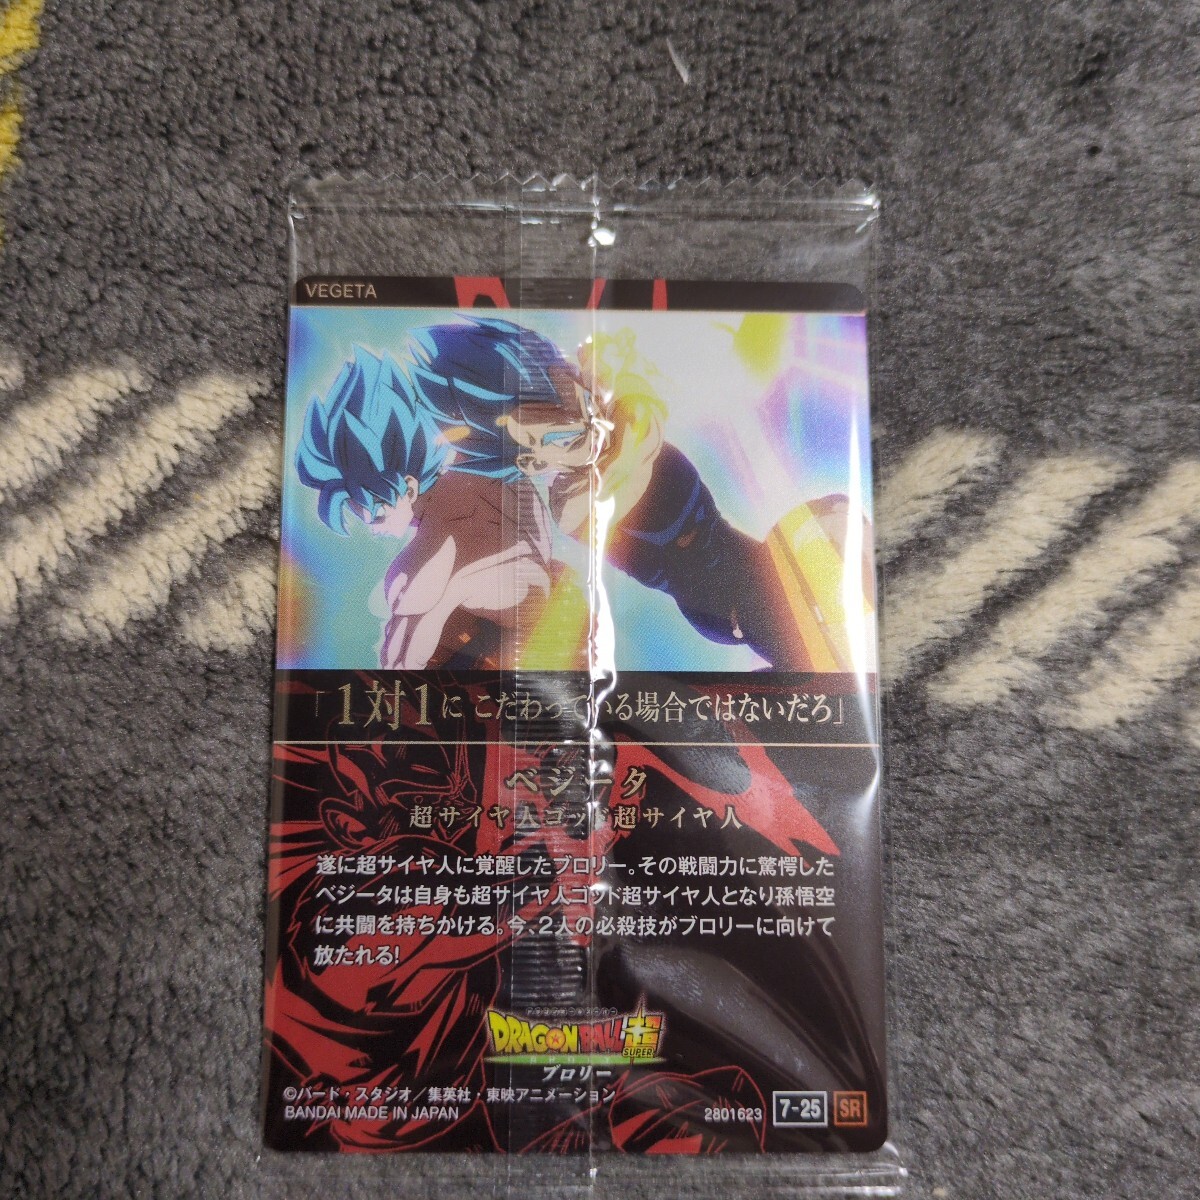 VEGETA
「1対1に こだわっている場合ではないだろ」
ベジータ
超サイヤ人ゴッド超サイヤ人
遂に超サイヤ人に覚醒したブロリー。その戦闘力に驚愕した
ベジータは自身も超サイヤ人ゴッド超サイヤ人となり孫悟空
に共闘を持ちかける。今、2人の必殺技がブロリーに向けて
放たれる!
DRAGON BALL超
SUPER
ブロリー
©バード・スタジオ/集英社・東映アニメーション
BANDAI MADE IN JAPAN
2801623 7-25 SR